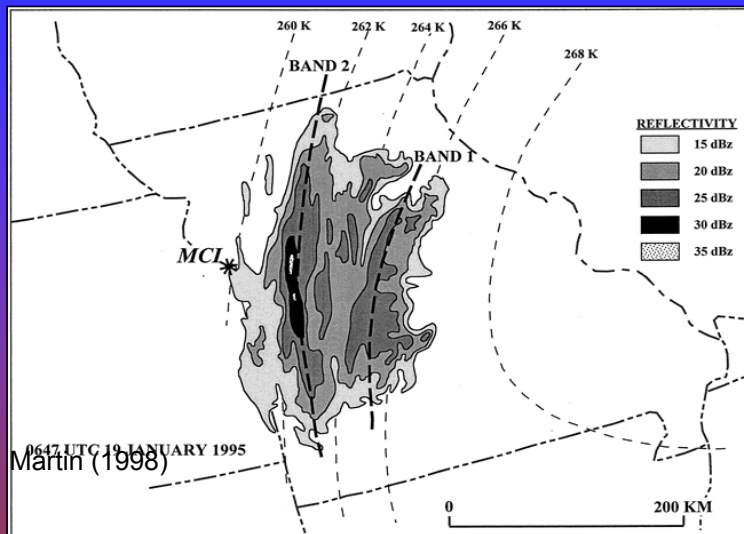 260 K
262 K
264 K
266 K
268 K
BAND 2
BAND 1
REFLECTIVITY
15 dBz
20 dBz
25 dBz
30 dBz
35 dBz
MCI
0647 UTC 19 JANUARY 1995
Martin (1998)
0
200 KM